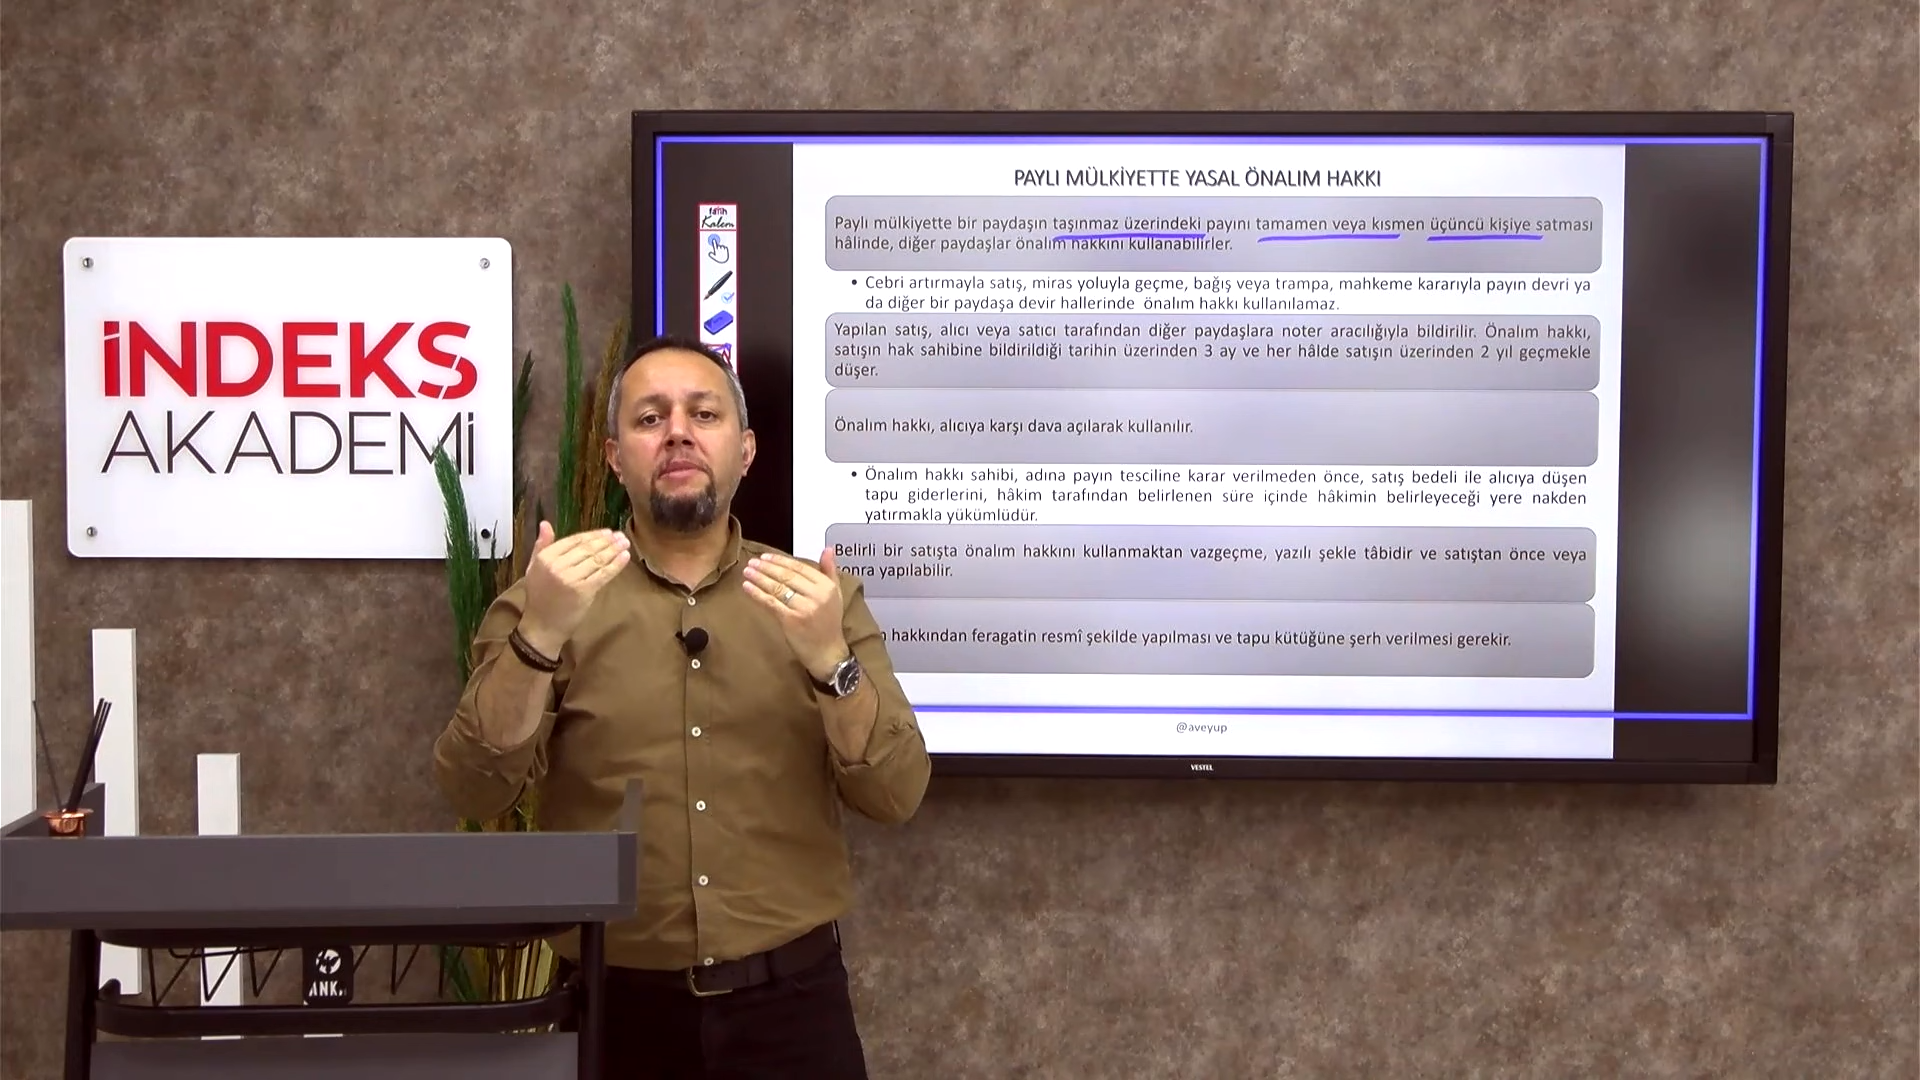 İNDEKS
AKADEMİ
fatih
Kalem
PAYLI MÜLKİYETTE YASAL ÖNALIM HAKKI
Paylı mülkiyette bir paydaşın taşınmaz üzerindeki payını tamamen veya kısmen üçüncü kişiye satması
hâlinde, diğer paydaşlar önalım hakkını kullanabilirler.
• Cebri artırmayla satış, miras yoluyla geçme, bağış veya trampa, mahkeme kararıyla payın devri ya
da diğer bir paydaşa devir hallerinde önalım hakkı kullanılamaz.
Yapılan satış, alıcı veya satıcı tarafından diğer paydaşlara noter aracılığıyla bildirilir. Önalım hakkı,
satışın hak sahibine bildirildiği tarihin üzerinden 3 ay ve her hâlde satışın üzerinden 2 yıl geçmekle
düşer.
Önalım hakkı, alıcıya karşı dava açılarak kullanılır.
• Önalım hakkı sahibi, adına payın tesciline karar verilmeden önce, satış bedeli ile alıcıya düşen
tapu giderlerini, hâkim tarafından belirlenen süre içinde hâkimin belirleyeceği yere nakden
yatırmakla yükümlüdür.
Belirli bir satışta önalım hakkını kullanmaktan vazgeçme, yazılı şekle tâbidir ve satıştan önce veya
onra yapılabilir.
hakkından feragatin resmî şekilde yapılması ve tapu kütüğüne şerh verilmesi gerekir.
@aveyup
VESTEL